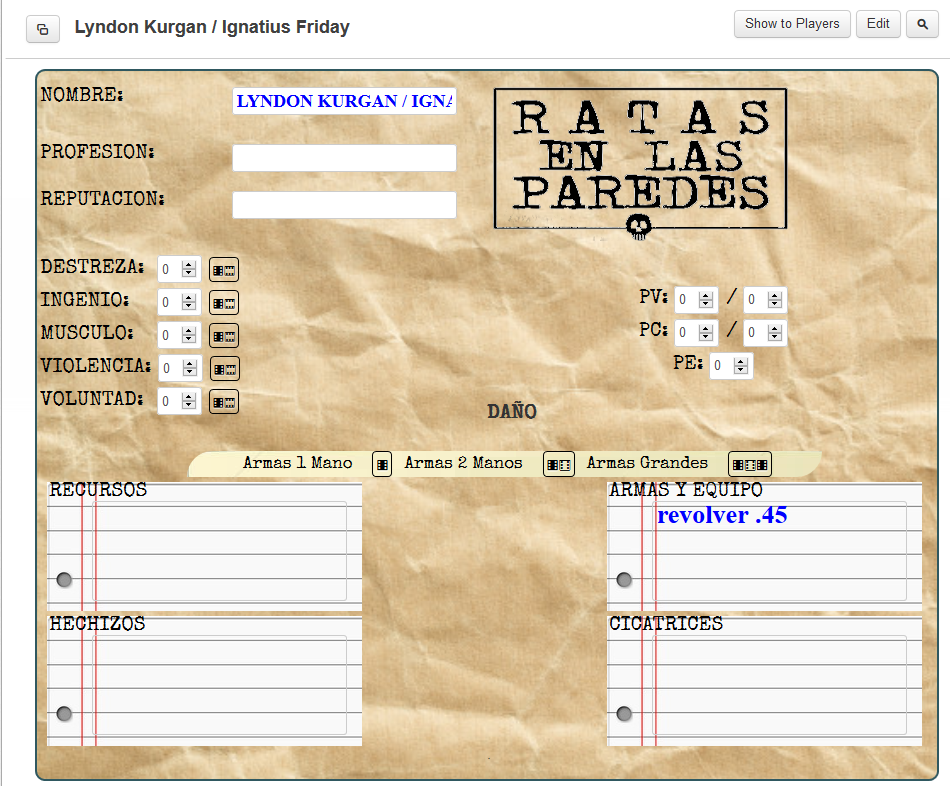 Lyndon Kurgan / Ignatius Friday
Show to Players
Edit
NOMBRE:
LYNDON KURGAN / IGNA
PROFESION:
REPUTACION:
RATAS
EN LAS
PAREDES
DESTREZA: 0
INGENIO: 0
MUSCULO: 0
VIOLENCIA: 0
VOLUNTAD: 0
PV: 0 / 0
PC: 0 / 0
PE: 0
DAÑO
Armas 1 Mano Armas 2 Manos Armas Grandes
RECURSOS
ARMAS Y EQUIPO
revolver .45
HECHIZOS
CICATRICES